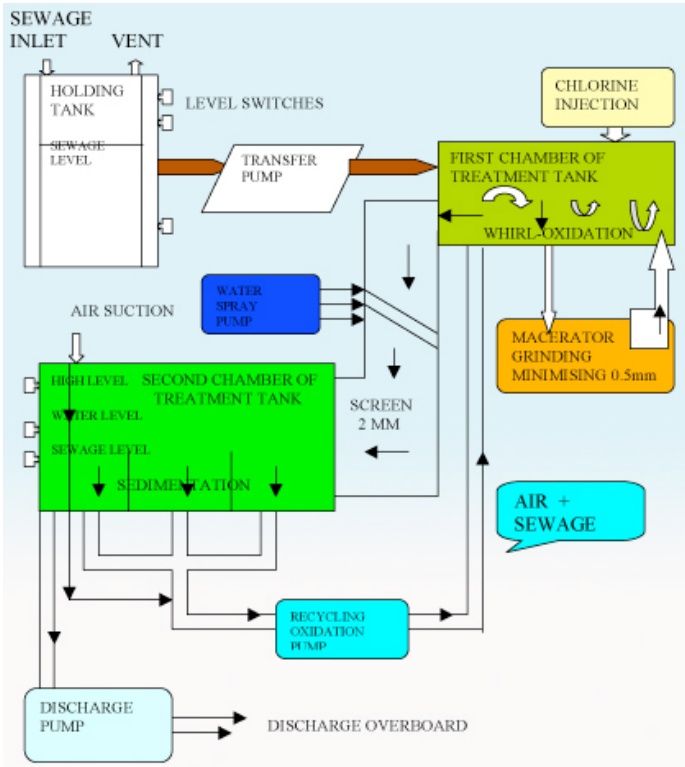 SEWAGE
INLET
VENT
HOLDING
TANK
SEWAGE
LEVEL
LEVEL SWITCHES
TRANSFER
PUMP
CHLORINE
INJECTION
FIRST CHAMBER OF
TREATMENT TANK
WHIRL-OXIDATION
WATER
SPRAY
PUMP
AIR SUCTION
MACERATOR
GRINDING
MINIMISING 0.5mm
HIGH LEVEL
SECOND CHAMBER OF
TREATMENT TANK
WATER LEVEL
SEWAGE LEVEL
SEDIMENTATION
SCREEN
2 MM
AIR +
SEWAGE
RECYCLING
OXIDATION
PUMP
DISCHARGE
PUMP
DISCHARGE OVERBOARD